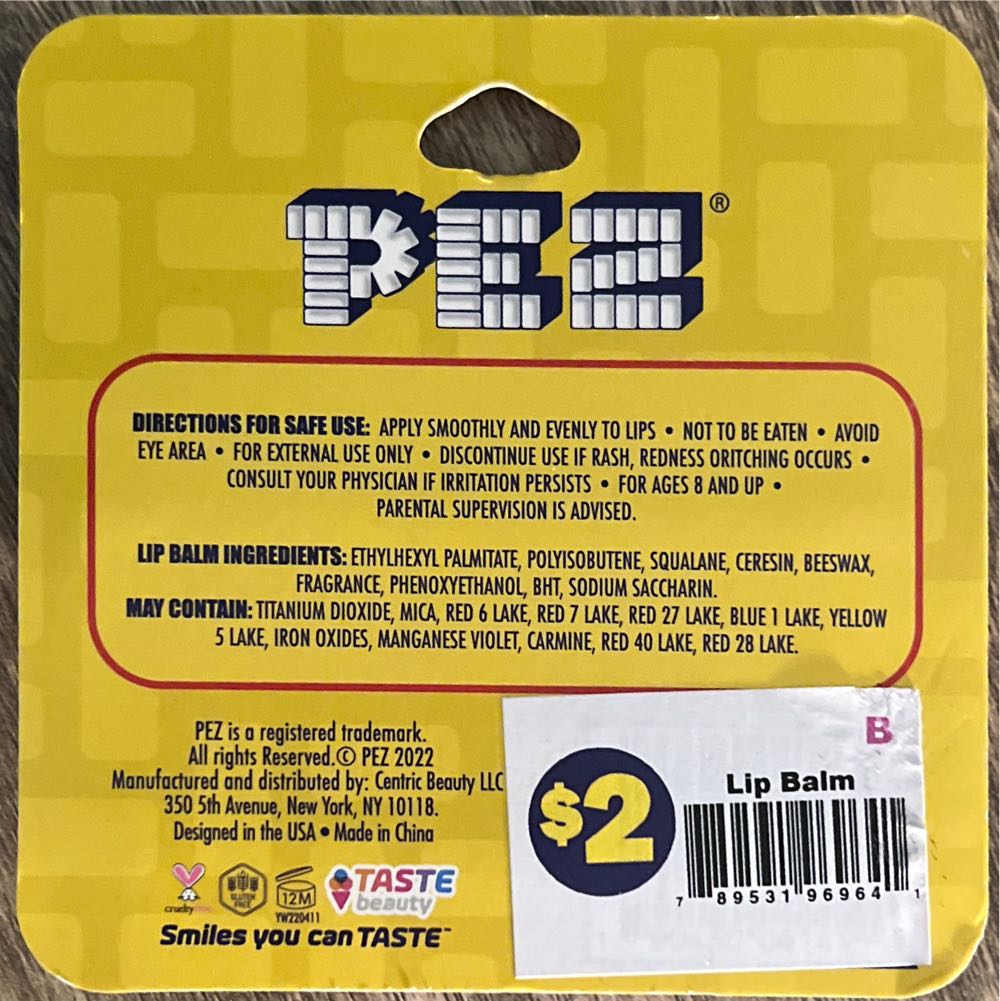 PEZ®
DIRECTIONS FOR SAFE USE: APPLY SMOOTHLY AND EVENLY TO LIPS • NOT TO BE EATEN • AVOID
EYE AREA • FOR EXTERNAL USE ONLY • DISCONTINUE USE IF RASH, REDNESS ORITCHING OCCURS •
CONSULT YOUR PHYSICIAN IF IRRITATION PERSISTS • FOR AGES 8 AND UP •
PARENTAL SUPERVISION IS ADVISED.
LIP BALM INGREDIENTS: ETHYLHEXYL PALMITATE, POLYISOBUTENE, SQUALANE, CERESIN, BEESWAX,
FRAGRANCE, PHENOXYETHANOL, BHT, SODIUM SACCHARIN.
MAY CONTAIN: TITANIUM DIOXIDE, MICA, RED 6 LAKE, RED 7 LAKE, RED 27 LAKE, BLUE 1 LAKE, YELLOW
5 LAKE, IRON OXIDES, MANGANESE VIOLET, CARMINE, RED 40 LAKE, RED 28 LAKE.
PEZ is a registered trademark.
All rights Reserved.© PEZ 2022
Manufactured and distributed by: Centric Beauty LLC
350 5th Avenue, New York, NY 10118.
Designed in the USA • Made in China
cruelty free
GLUTEN
FREE
12M
YW220411
TASTE
beauty
Smiles you can TASTE™
B
$2
Lip Balm
7 89531 96964 1